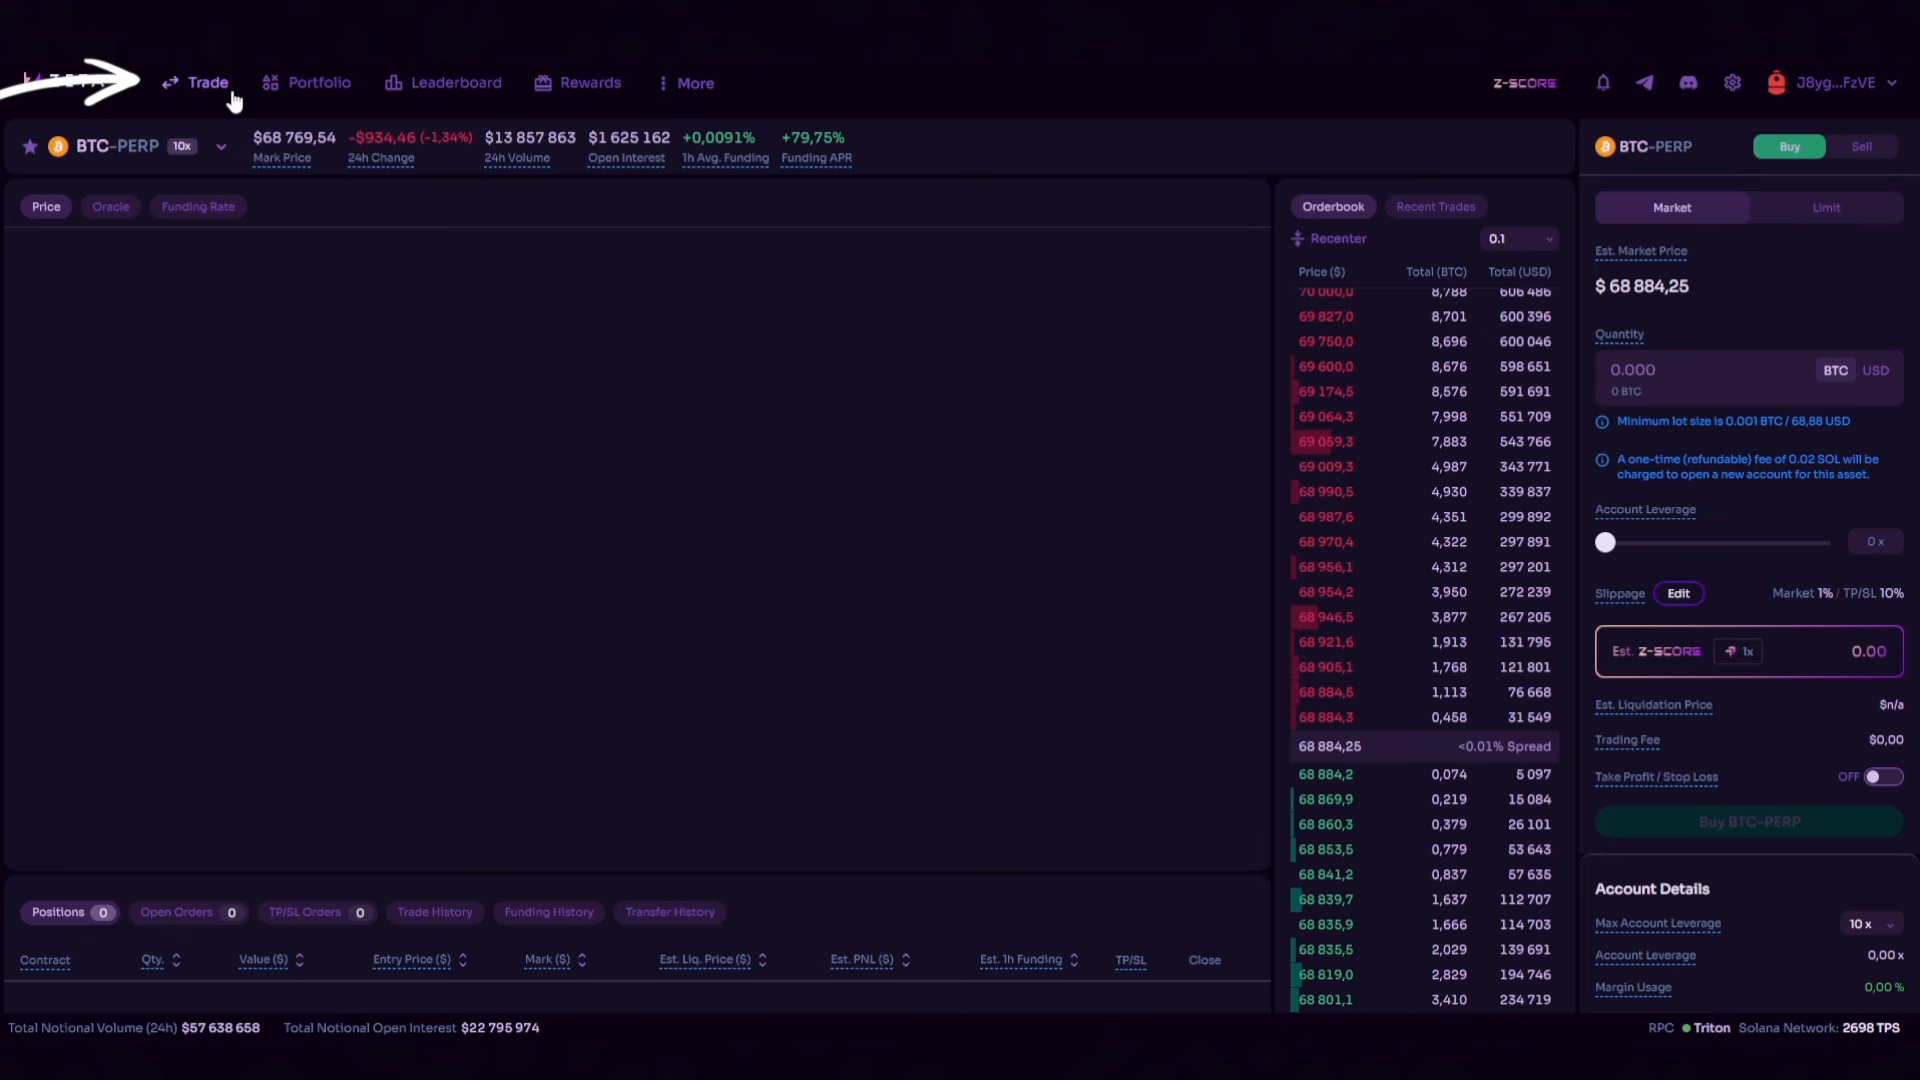 Trade Portfolio Leaderboard Rewards More Z-SCORE J8yg...FzVE
BTC-PERP 10x $68 769,54 -$934,46 (-1,34%) $13 857 863 $1 625 162 +0,0091% +79,75%
Mark Price 24h Change 24h Volume Open Interest 1h Avg. Funding Funding APR
Price Oracle Funding Rate
Orderbook Recent Trades
Recenter 0.1
Price ($) Total (BTC) Total (USD)
70 000,0 8,788 606 486
69 827,0 8,701 600 396
69 750,0 8,696 600 046
69 600,0 8,676 598 651
69 174,5 8,576 591 691
69 064,3 7,998 551 709
69 059,3 7,883 543 766
69 009,3 4,987 343 771
68 990,5 4,930 339 837
68 987,6 4,351 299 892
68 970,4 4,322 297 891
68 956,1 4,312 297 201
68 954,2 3,950 272 239
68 946,5 3,877 267 205
68 921,6 1,913 131 795
68 905,1 1,768 121 801
68 884,5 1,113 76 668
68 884,3 0,458 31 549
68 884,25 <0.01% Spread
68 884,2 0,074 5 097
68 869,9 0,219 15 084
68 860,3 0,379 26 101
68 853,5 0,779 53 643
68 841,2 0,837 57 635
68 839,7 1,637 112 707
68 835,9 1,666 114 703
68 835,5 2,029 139 691
68 819,0 2,829 194 746
68 801,1 3,410 234 719
BTC-PERP Buy Sell
Market Limit
Est. Market Price
$ 68 884,25
Quantity
0.000 BTC USD
0 BTC
Minimum lot size is 0.001 BTC / 68,88 USD
A one-time (refundable) fee of 0.02 SOL will be
charged to open a new account for this asset.
Account Leverage
0 x
Slippage Edit Market 1% / TP/SL 10%
Est. Z-SCORE 1x 0.00
Est. Liquidation Price $n/a
Trading Fee $0,00
Take Profit / Stop Loss OFF
Buy BTC-PERP
Account Details
Max Account Leverage 10 x
Account Leverage 0,00 x
Margin Usage 0,00 %
Positions 0 Open Orders 0 TP/SL Orders 0 Trade History Funding History Transfer History
Contract Qty. Value ($) Entry Price ($) Mark ($) Est. Liq. Price ($) Est. PNL ($) Est. 1h Funding TP/SL Close
Total Notional Volume (24h) $57 638 658 Total Notional Open Interest $22 795 974 RPC Triton Solana Network: 2698 TPS